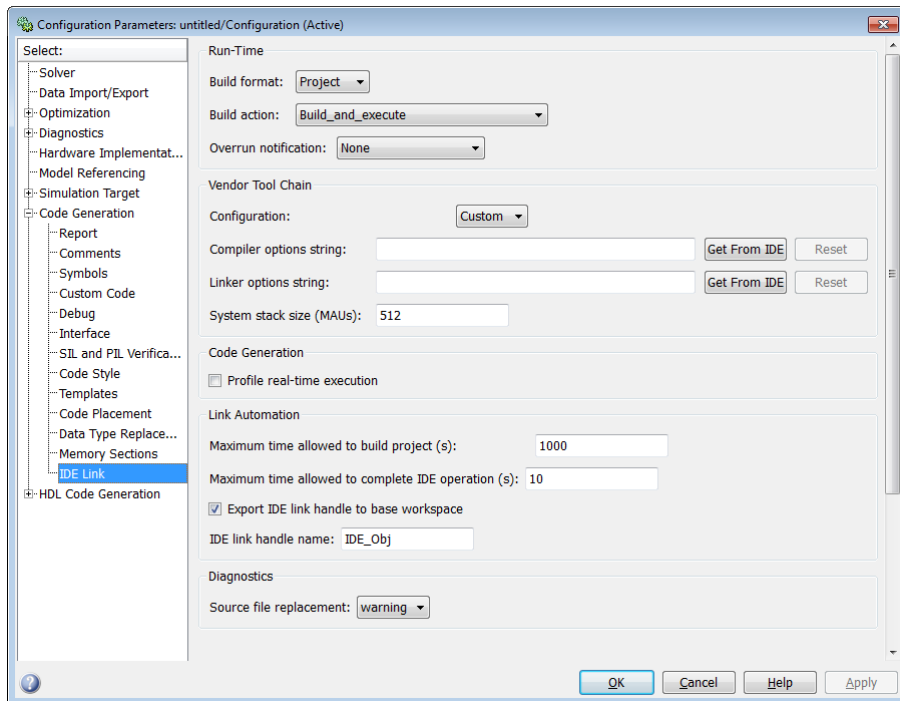 Configuration Parameters: untitled/Configuration (Active)
Select:
Solver
Data Import/Export
Optimization
Diagnostics
Hardware Implementat...
Model Referencing
Simulation Target
Code Generation
Report
Comments
Symbols
Custom Code
Debug
Interface
SIL and PIL Verifica...
Code Style
Templates
Code Placement
Data Type Replace...
Memory Sections
IDE Link
HDL Code Generation
Run-Time
Build format: Project
Build action: Build_and_execute
Overrun notification: None
Vendor Tool Chain
Configuration: Custom
Compiler options string: Get From IDE Reset
Linker options string: Get From IDE Reset
System stack size (MAUs): 512
Code Generation
Profile real-time execution
Link Automation
Maximum time allowed to build project (s): 1000
Maximum time allowed to complete IDE operation (s): 10
Export IDE link handle to base workspace
IDE link handle name: IDE_Obj
Diagnostics
Source file replacement: warning
OK Cancel Help Apply